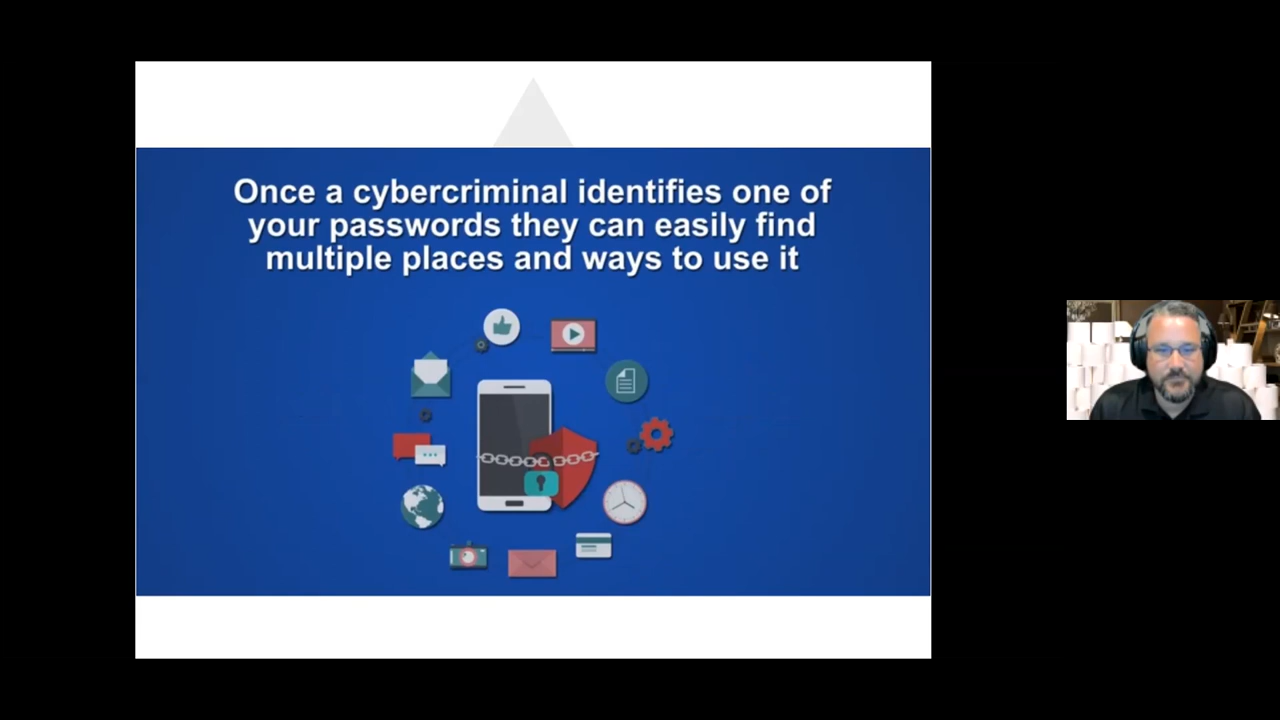 Once a cybercriminal identifies one of
your passwords they can easily find
multiple places and ways to use it